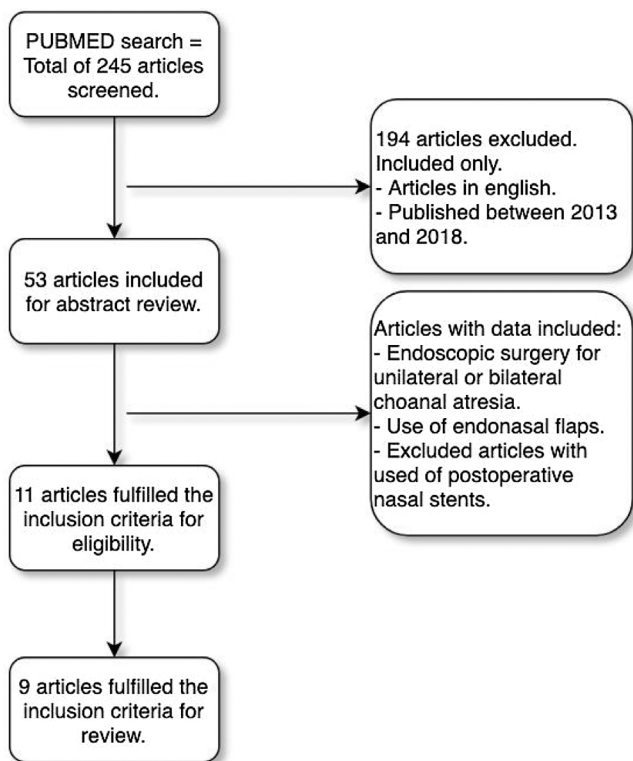 PUBMED search =
Total of 245 articles
screened.
194 articles excluded.
Included only.
- Articles in english.
- Published between 2013
and 2018.
53 articles included
for abstract review.
Articles with data included:
- Endoscopic surgery for
unilateral or bilateral
choanal atresia.
- Use of endonasal flaps.
- Excluded articles with
used of postoperative
nasal stents.
11 articles fulfilled the
inclusion criteria for
eligibility.
9 articles fulfilled the
inclusion criteria for
review.